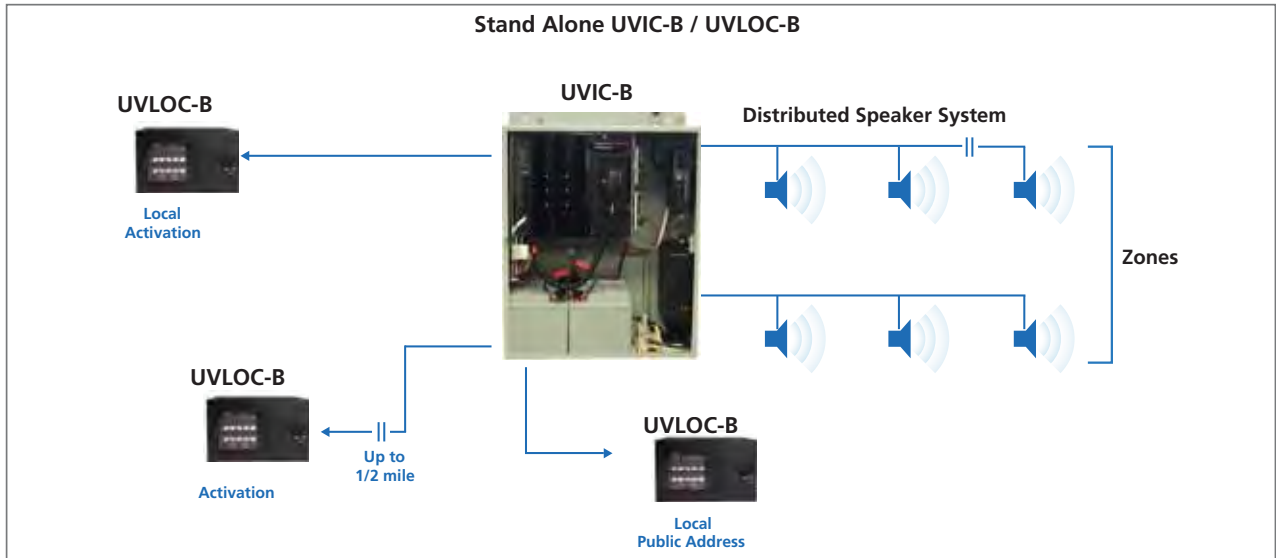 Stand Alone UVIC-B / UVLOC-B
UVLOC-B
Local
Activation
UVIC-B
Distributed Speaker System
Zones
UVLOC-B
Activation
Up to
1/2 mile
UVLOC-B
Local
Public Address